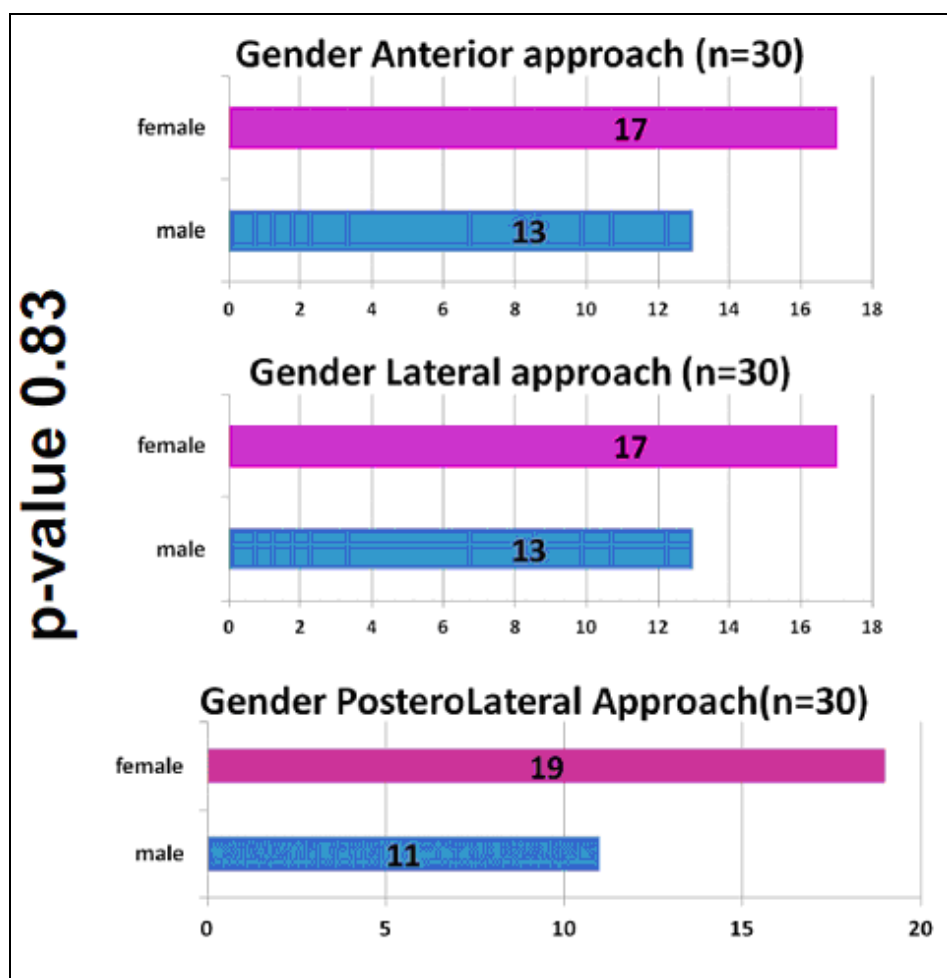 p-value 0.83
Gender Anterior approach (n=30)
female
17
male
13
0 2 4 6 8 10 12 14 16 18
Gender Lateral approach (n=30)
female
17
male
13
0 2 4 6 8 10 12 14 16 18
Gender PosteroLateral Approach(n=30)
female
19
male
11
0 5 10 15 20